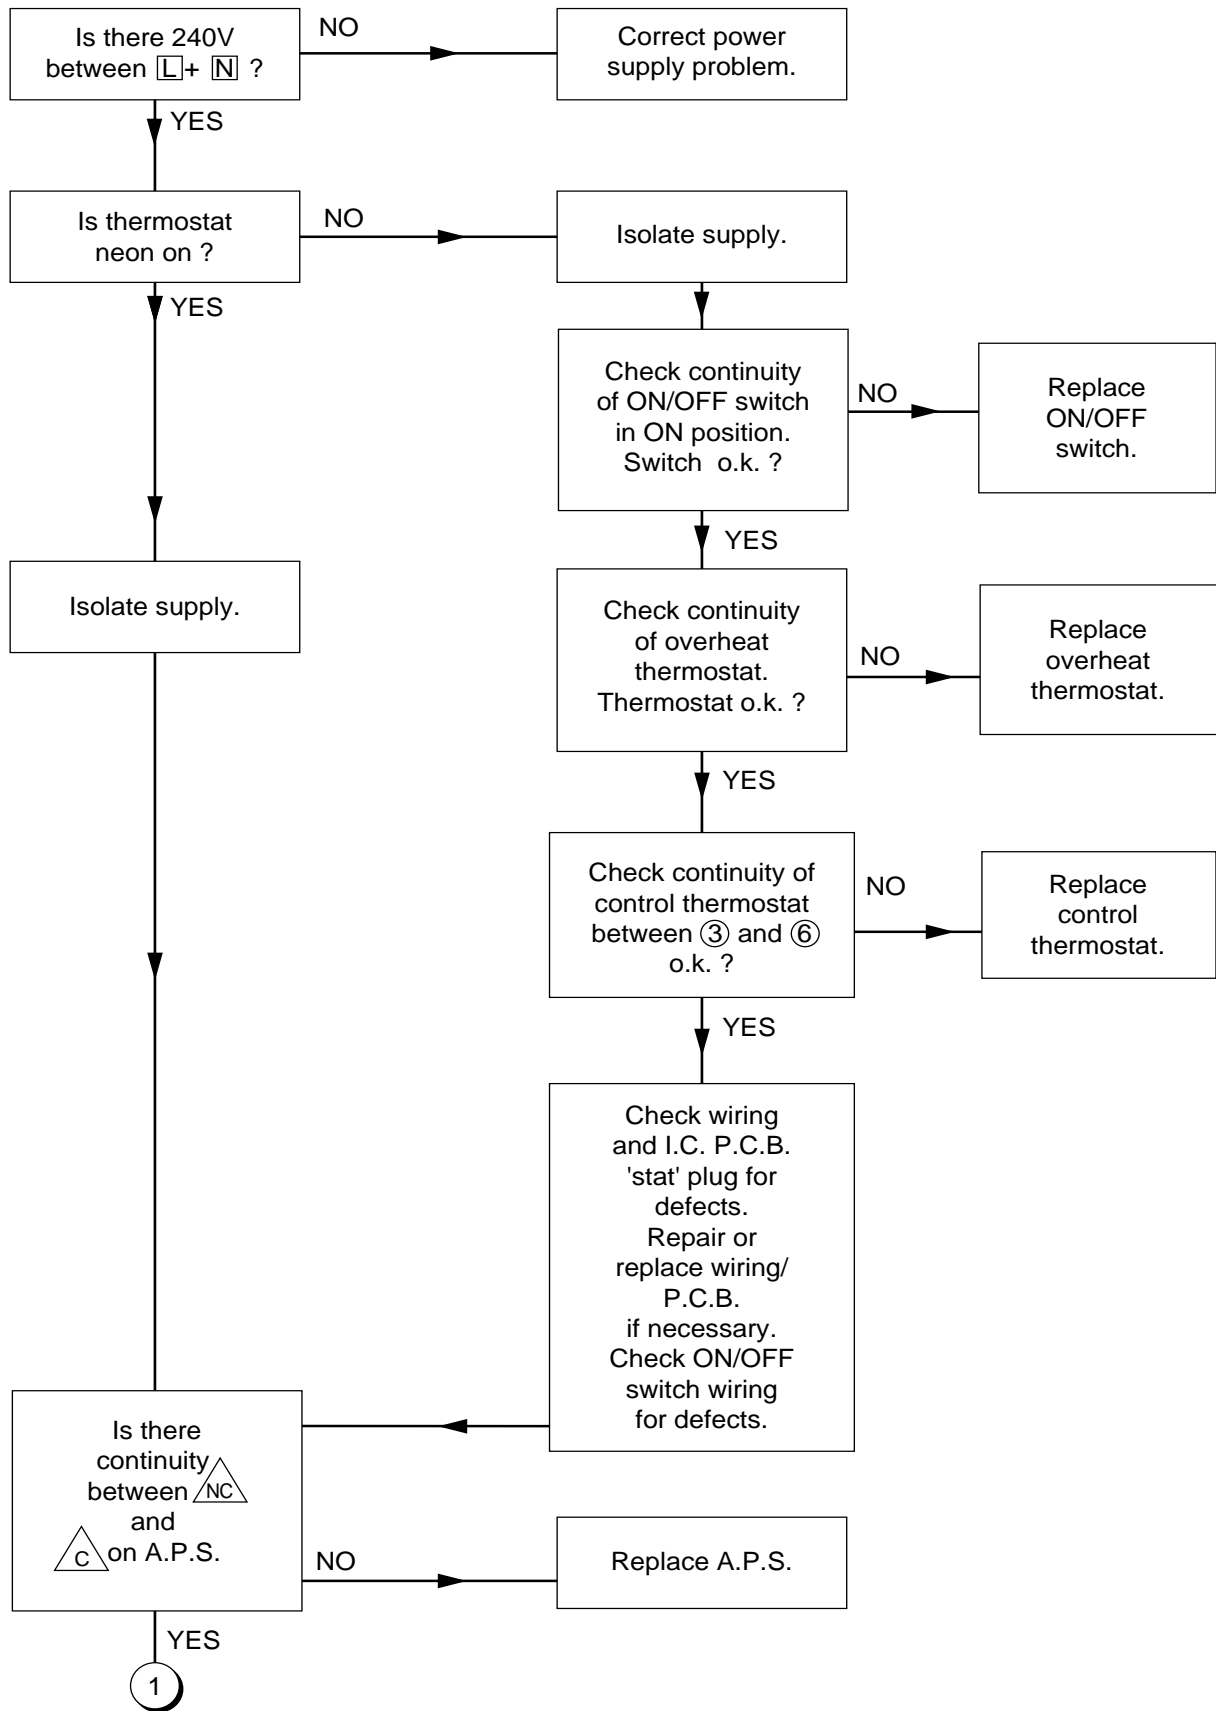 Is there 240V
between L + N ?
NO
Correct power
supply problem.
YES
Is thermostat
neon on ?
NO
Isolate supply.
YES
Check continuity
of ON/OFF switch
in ON position.
Switch o.k. ?
NO
Replace
ON/OFF
switch.
YES
Isolate supply.
Check continuity
of overheat
thermostat.
Thermostat o.k. ?
NO
Replace
overheat
thermostat.
YES
Check continuity of
control thermostat
between 3 and 6
o.k. ?
NO
Replace
control
thermostat.
YES
Check wiring
and I.C. P.C.B.
'stat' plug for
defects.
Repair or
replace wiring/
P.C.B.
if necessary.
Check ON/OFF
switch wiring
for defects.
Is there
continuity
between NC
and
C on A.P.S.
NO
Replace A.P.S.
YES
1